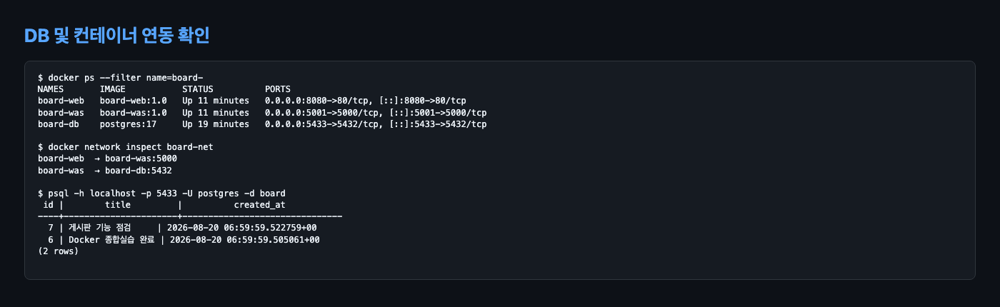 DB 및 컨테이너 연동 확인
$ docker ps --filter name=board-
NAMES       IMAGE           STATUS          PORTS
board-web   board-web:1.0   Up 11 minutes   0.0.0.0:8080->80/tcp, [::]:8080->80/tcp
board-was   board-was:1.0   Up 11 minutes   0.0.0.0:5001->5000/tcp, [::]:5001->5000/tcp
board-db    postgres:17     Up 19 minutes   0.0.0.0:5433->5432/tcp, [::]:5433->5432/tcp
$ docker network inspect board-net
board-web  → board-was:5000
board-was  → board-db:5432
$ psql -h localhost -p 5433 -U postgres -d board
 id |        title         |          created_at
----+----------------------+-------------------------------
  7 | 게시판 기능 점검     | 2026-08-20 06:59:59.522759+00
  6 | Docker 종합실습 완료 | 2026-08-20 06:59:59.505061+00
(2 rows)